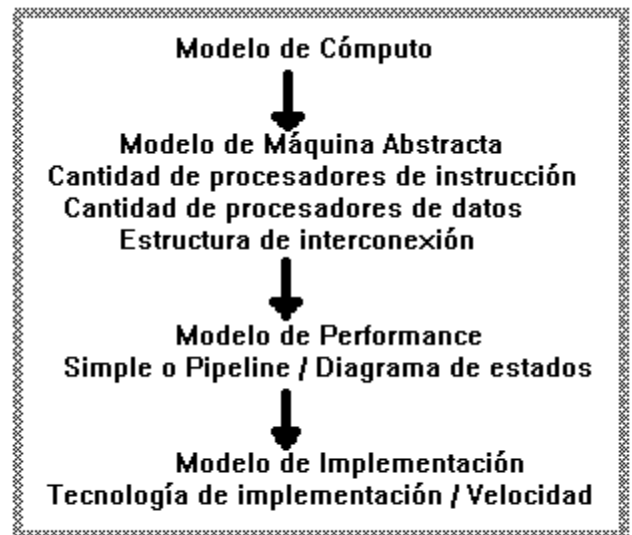 Modelo de Cómputo
Modelo de Máquina Abstracta
Cantidad de procesadores de instrucción
Cantidad de procesadores de datos
Estructura de interconexión
Modelo de Performance
Simple o Pipeline / Diagrama de estados
Modelo de Implementación
Tecnología de implementación / Velocidad